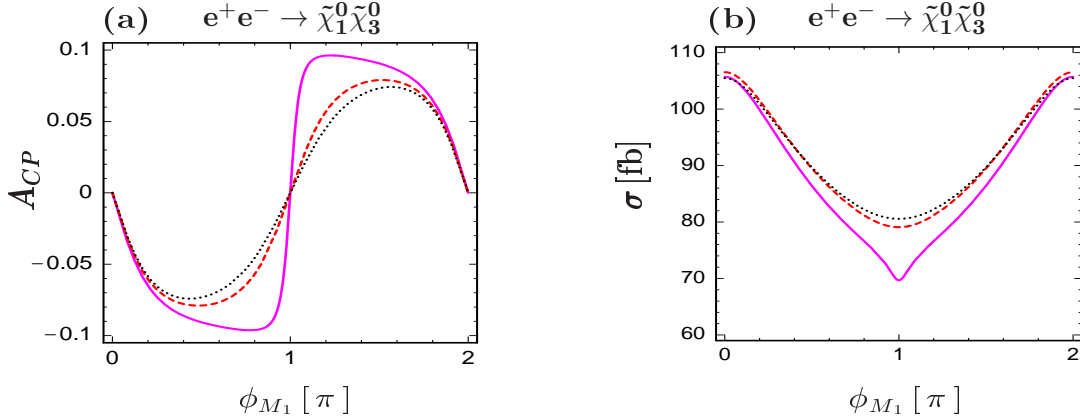 (a) e⁺e⁻ → χ̃⁰₁χ̃⁰₃
0.1
0.05
0
−0.05
−0.1
A_CP
0 1 2
ϕ_M₁ [ π ]
(b) e⁺e⁻ → χ̃⁰₁χ̃⁰₃
110
100
90
80
70
60
σ [fb]
0 1 2
ϕ_M₁ [ π ]